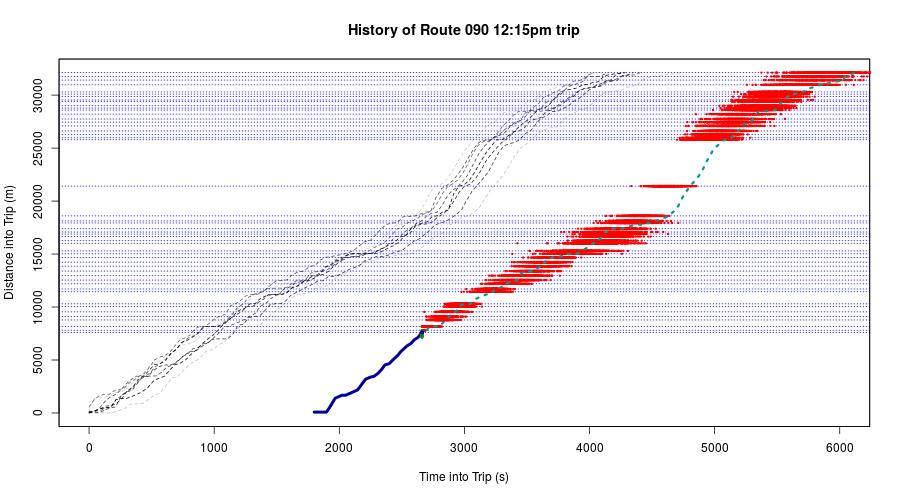 History of Route 090 12:15pm trip
Distance into Trip (m)
30000
25000
20000
15000
10000
5000
0
0 1000 2000 3000 4000 5000 6000
Time into Trip (s)